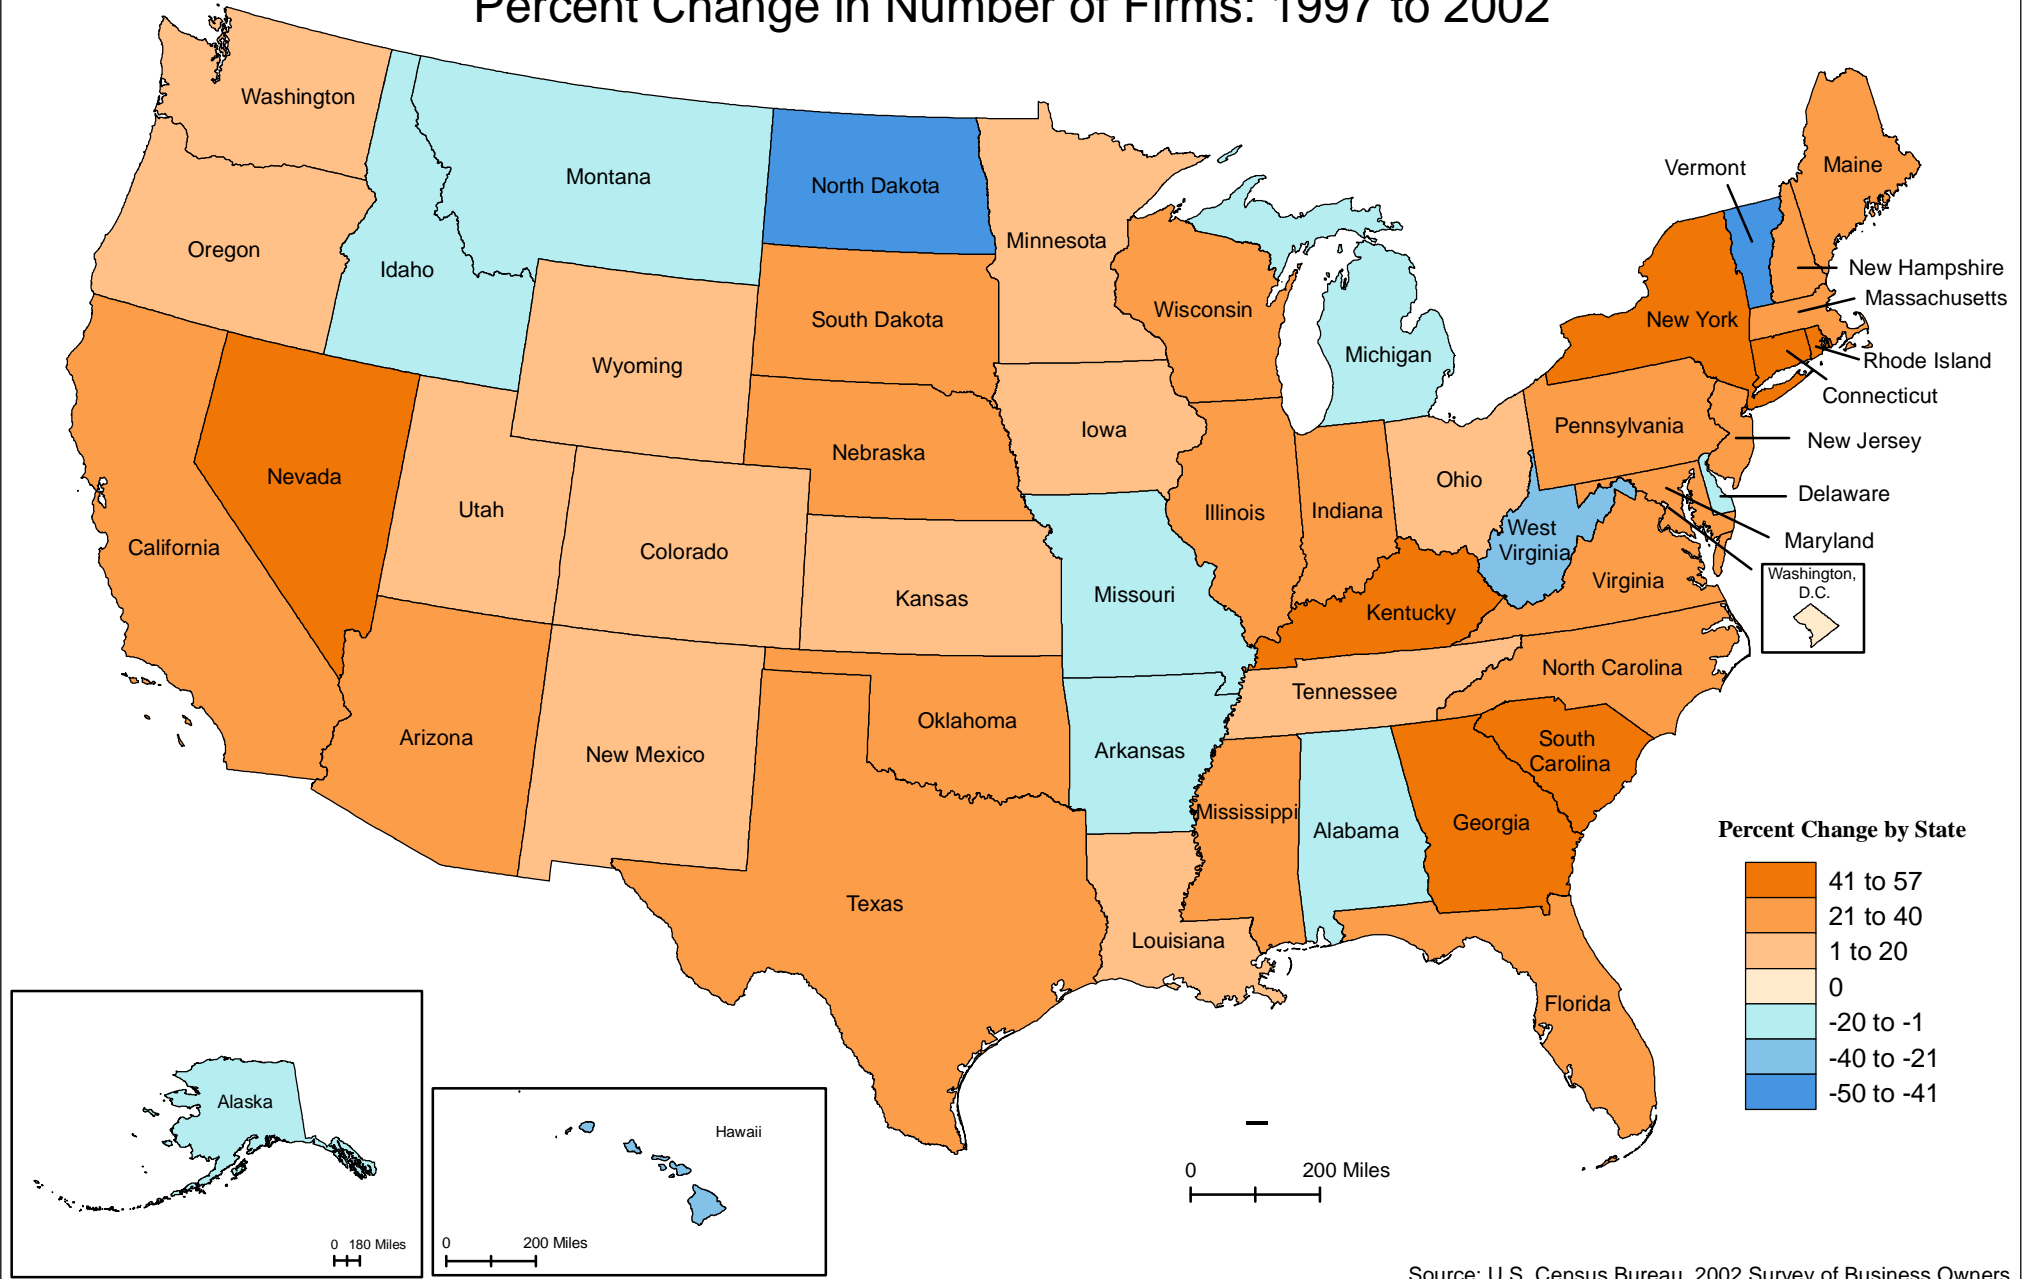 Percent Change in Number of Firms: 1997 to 2002
Washington
Montana
North Dakota
Minnesota
Vermont
Maine
Oregon
Idaho
Wyoming
South Dakota
Wisconsin
Michigan
New York
New Hampshire
Massachusetts
Rhode Island
Connecticut
Nevada
Utah
Colorado
Nebraska
Iowa
Illinois
Indiana
Ohio
Pennsylvania
New Jersey
Delaware
Maryland
Washington,
D.C.
California
Kansas
Missouri
Kentucky
West
Virginia
Virginia
Arizona
New Mexico
Oklahoma
Arkansas
Tennessee
North Carolina
South
Carolina
Texas
Louisiana
Mississippi
Alabama
Georgia
Florida
Percent Change by State
41 to 57
21 to 40
1 to 20
0
-20 to -1
-40 to -21
-50 to -41
Alaska
0 180 Miles
Hawaii
0 200 Miles
0 200 Miles
Source: U.S. Census Bureau, 2002 Survey of Business Owners